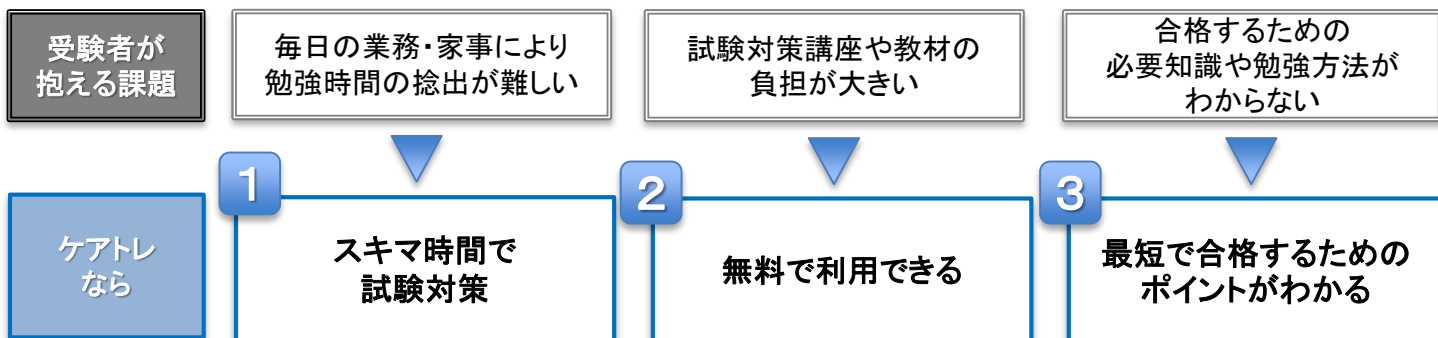 受験者が
抱える課題
毎日の業務・家事により
勉強時間の捻出が難しい
試験対策講座や教材の
負担が大きい
合格するための
必要知識や勉強方法が
わからない
ケアトレ
なら
1
スキマ時間で
試験対策
2
無料で利用できる
3
最短で合格するための
ポイントがわかる